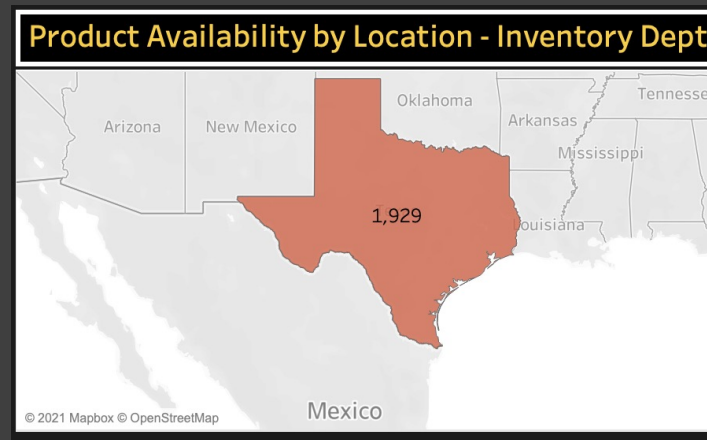 Product Availability by Location - Inventory Dept
Oklahoma
Tennesse
Arizona
New Mexico
Arkansas
Mississippi
1,929
ouisiana
Mexico
© 2021 Mapbox © OpenStreetMap